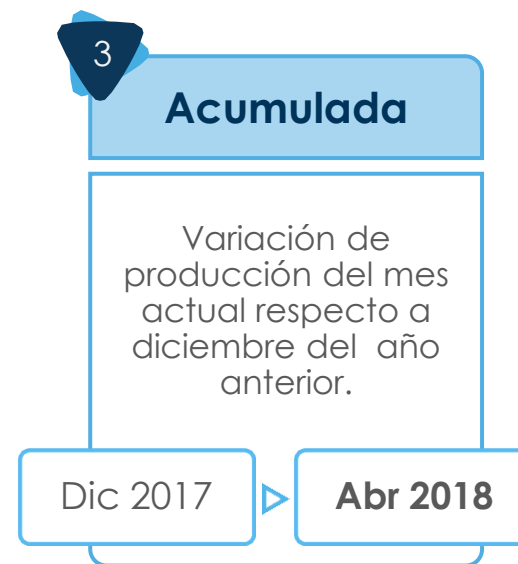 3
Acumulada
Variación de
producción del mes
actual respecto a
diciembre del año
anterior.
Dic 2017
Abr 2018